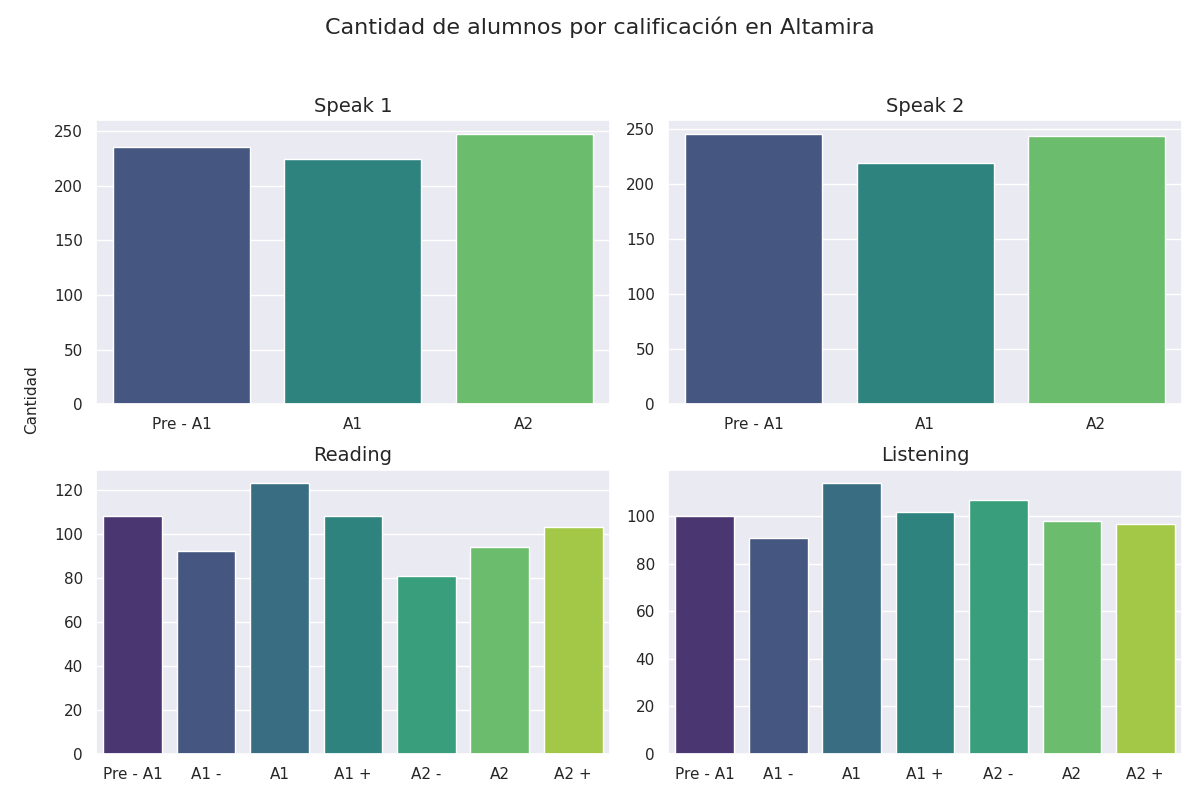 Cantidad de alumnos por calificación en Altamira
Speak 1
250
200
150
100
50
0
Pre - A1 A1 A2
Speak 2
250
200
150
100
50
0
Pre - A1 A1 A2
Cantidad
Reading
120
100
80
60
40
20
0
Pre - A1 A1 - A1 A1 + A2 - A2 A2 +
Listening
100
80
60
40
20
0
Pre - A1 A1 - A1 A1 + A2 - A2 A2 +